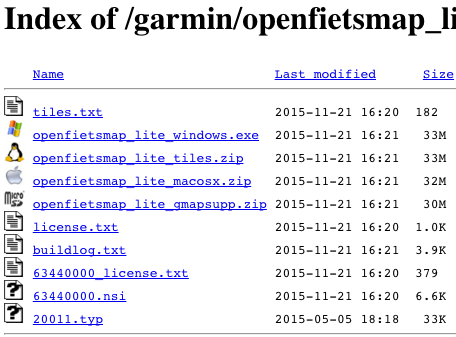 Index of /garmin/openfietsmap_li
Name Last modified Size
tiles.txt 2015-11-21 16:20 182
openfietsmap_lite_windows.exe 2015-11-21 16:21 33M
openfietsmap_lite_tiles.zip 2015-11-21 16:21 33M
openfietsmap_lite_macosx.zip 2015-11-21 16:21 32M
micro SD openfietsmap_lite_gmapsupp.zip 2015-11-21 16:21 30M
license.txt 2015-11-21 16:20 1.0K
buildlog.txt 2015-11-21 16:21 3.9K
63440000_license.txt 2015-11-21 16:20 379
? 63440000.nsi 2015-11-21 16:20 6.6K
? 20011.typ 2015-05-05 18:18 33K